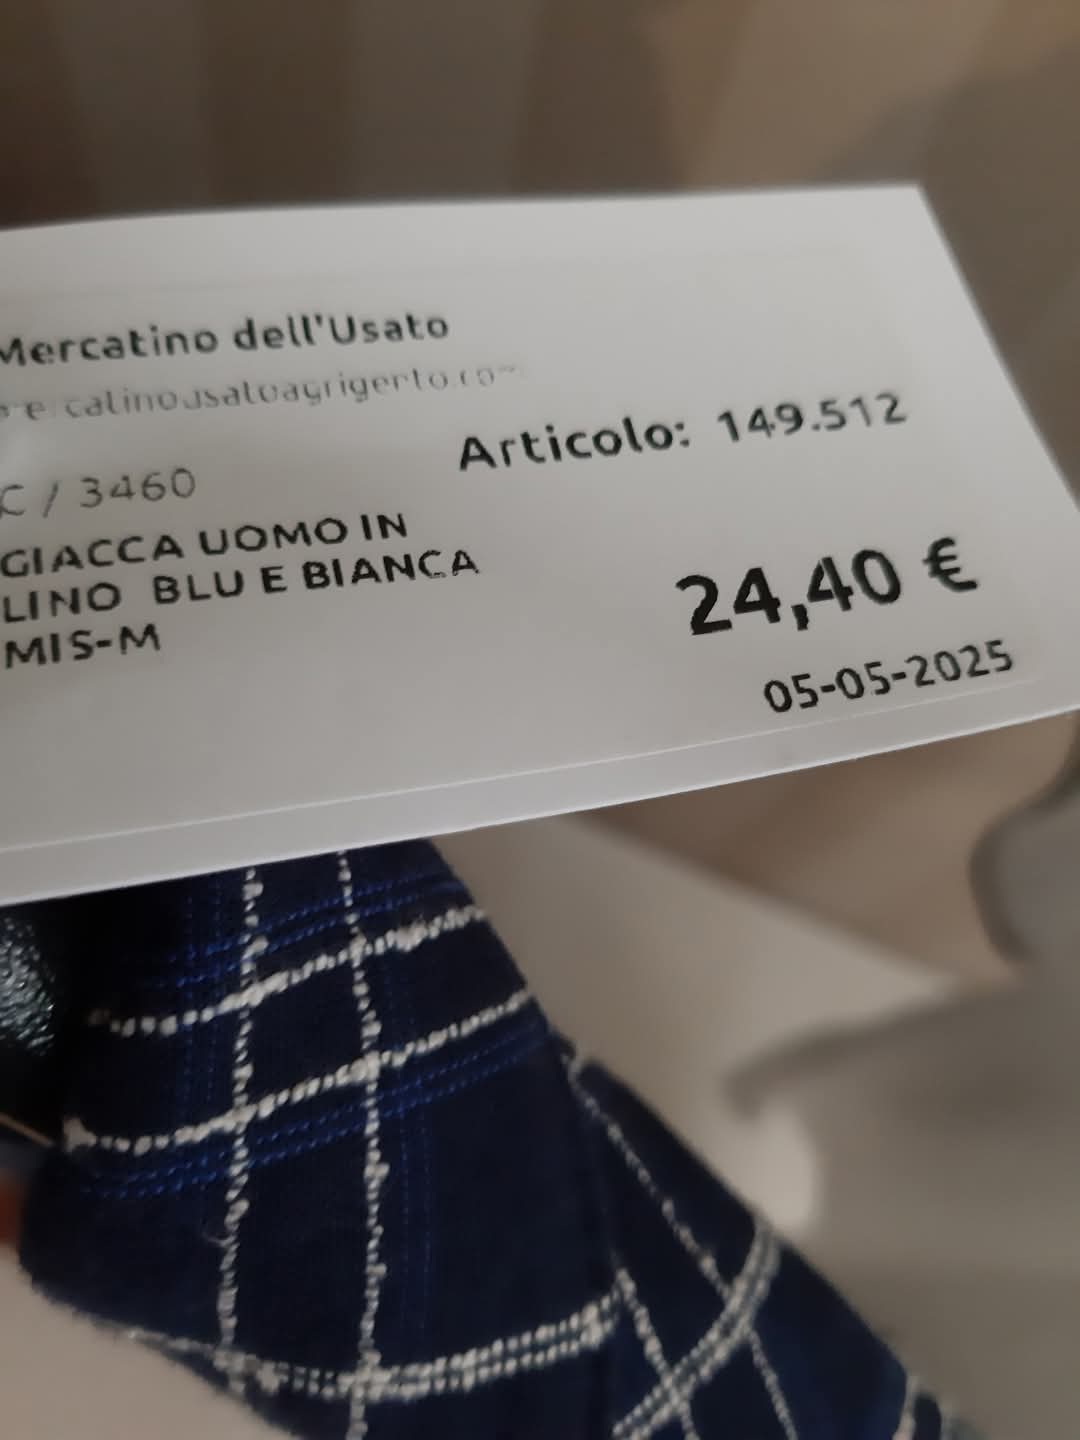 Mercatino dell'Usato
Articolo: 149.512
C / 3460
GIACCA UOMO IN
LINO BLU E BIANCA
MIS-M
24,40 €
05-05-2025